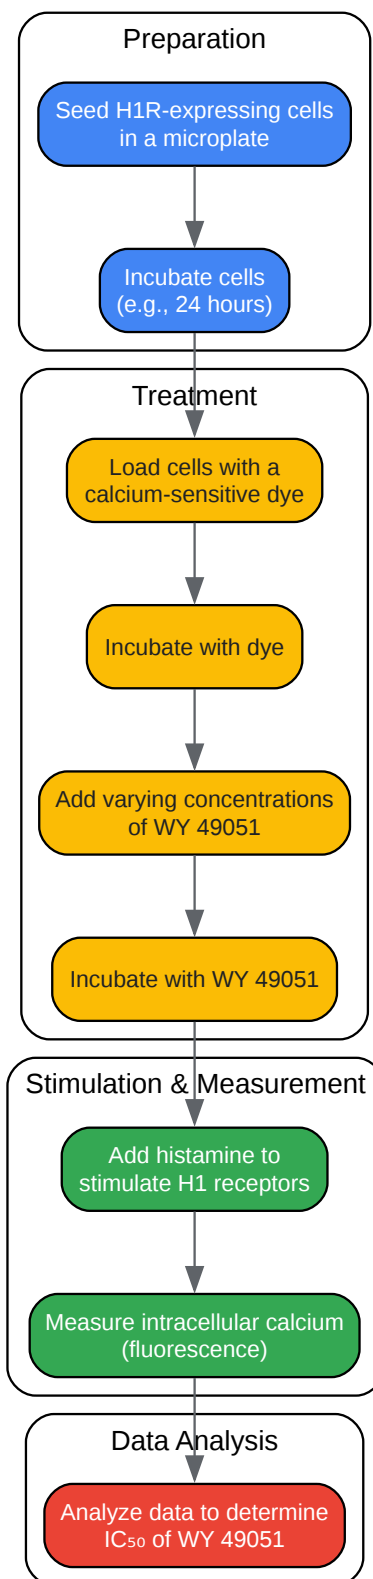 Preparation
Seed H1R-expressing cells
in a microplate
Incubate cells
(e.g., 24 hours)
Treatment
Load cells with a
calcium-sensitive dye
Incubate with dye
Add varying concentrations
of WY 49051
Incubate with WY 49051
Stimulation & Measurement
Add histamine to
stimulate H1 receptors
Measure intracellular calcium
(fluorescence)
Data Analysis
Analyze data to determine
IC₅₀ of WY 49051